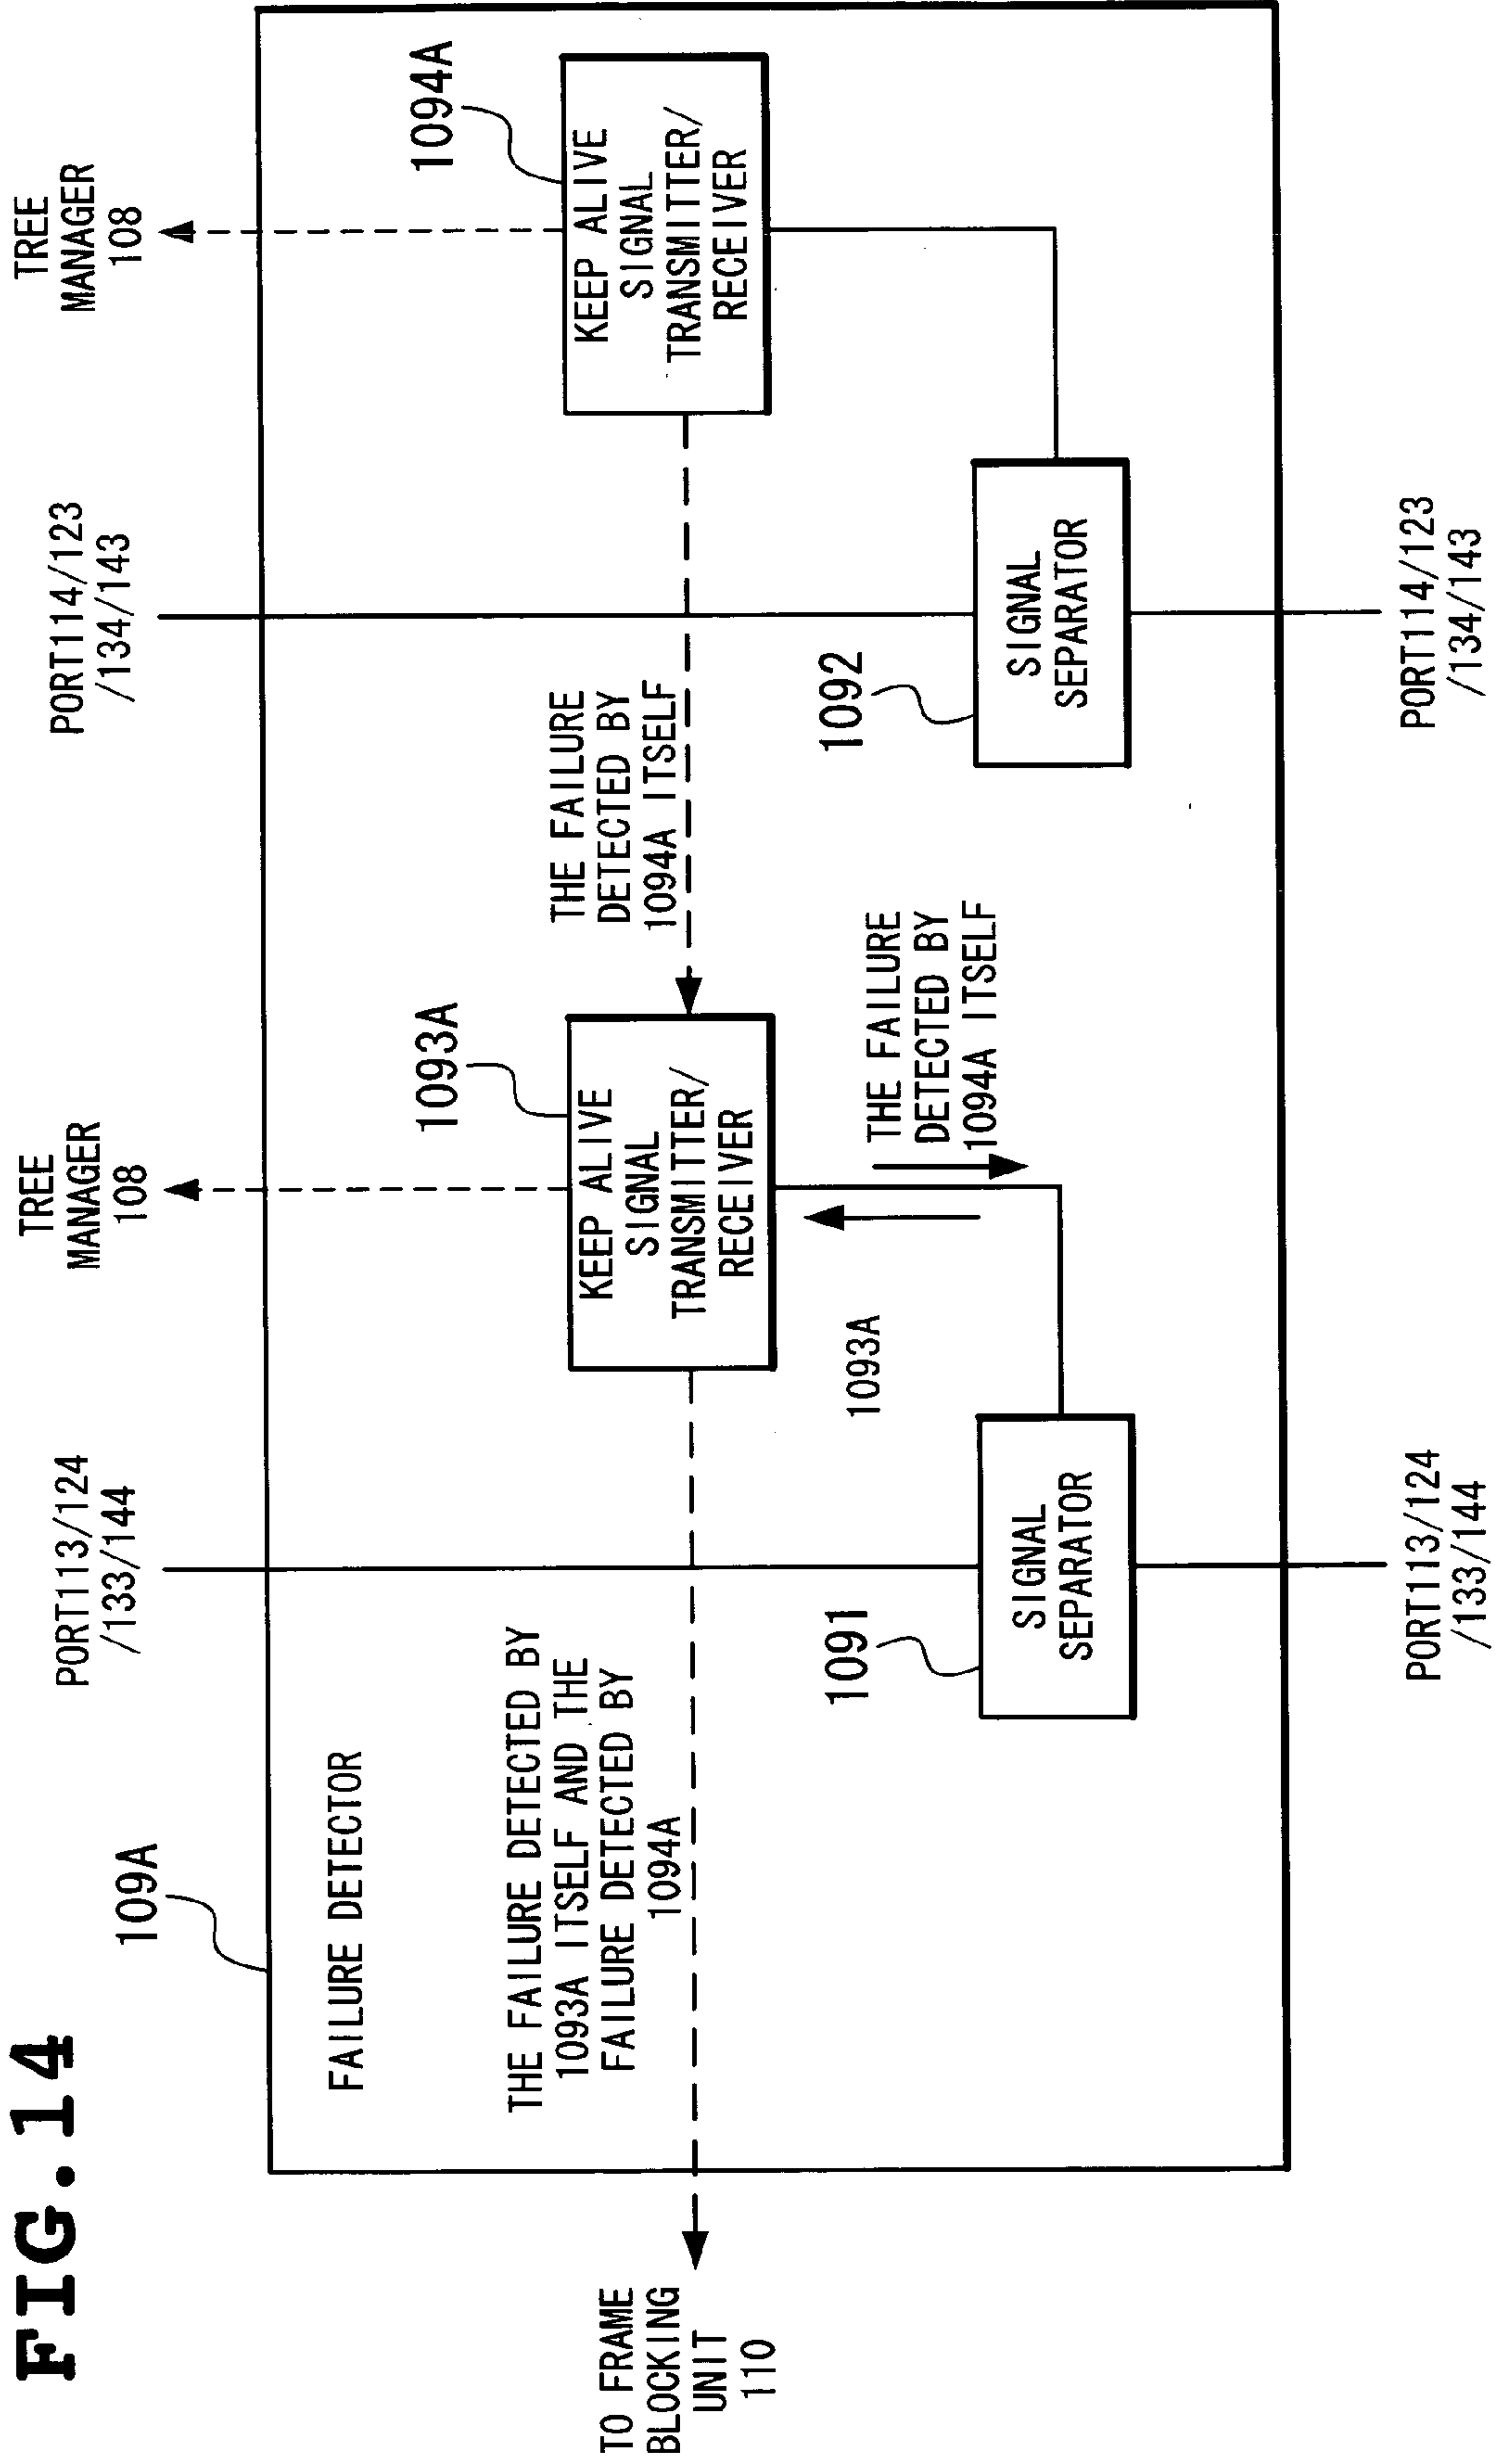 FIG.14
109A
FAILURE DETECTOR
PORT113/124
/133/144
TREE
MANAGER
108
PORT114/123
/134/143
TREE
MANAGER
108
THE FAILURE DETECTED BY
1093A ITSELF AND THE
FAILURE DETECTED BY
1094A
TO FRAME
BLOCKING
UNIT
110
1093A
KEEP ALIVE
SIGNAL
TRANSMITTER/
RECEIVER
THE FAILURE
DETECTED BY
1094A ITSELF
1094A
KEEP ALIVE
SIGNAL
TRANSMITTER/
RECEIVER
1091
SIGNAL
SEPARATOR
1093A
THE FAILURE
DETECTED BY
1094A ITSELF
1092
SIGNAL
SEPARATOR
PORT113/124
/133/144
PORT114/123
/134/143